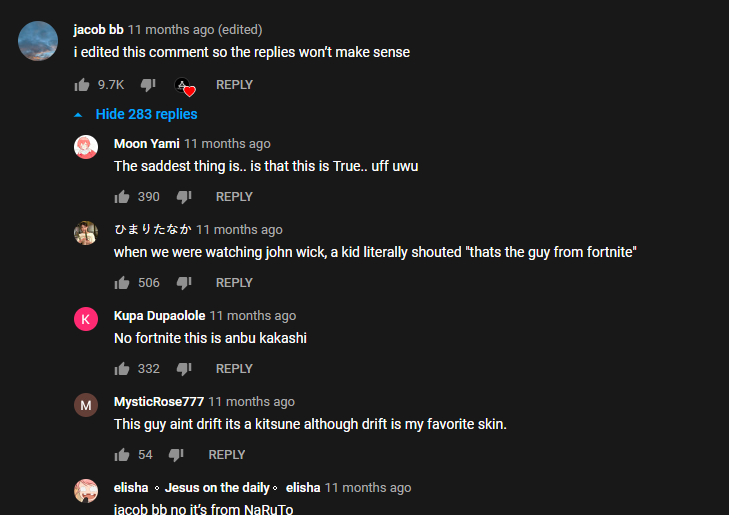 jacob bb 11 months ago (edited)
i edited this comment so the replies won't make sense
9.7K REPLY
Hide 283 replies
Moon Yami 11 months ago
The saddest thing is.. is that this is True.. uff uwu
390 REPLY
ひまりたなか 11 months ago
when we were watching john wick, a kid literally shouted "thats the guy from fortnite"
506 REPLY
K
Kupa Dupaolole 11 months ago
No fortnite this is anbu kakashi
332 REPLY
M
MysticRose777 11 months ago
This guy aint drift its a kitsune although drift is my favorite skin.
54 REPLY
elisha ◦ Jesus on the daily◦ elisha 11 months ago
jacob bb no it's from NaRuTo